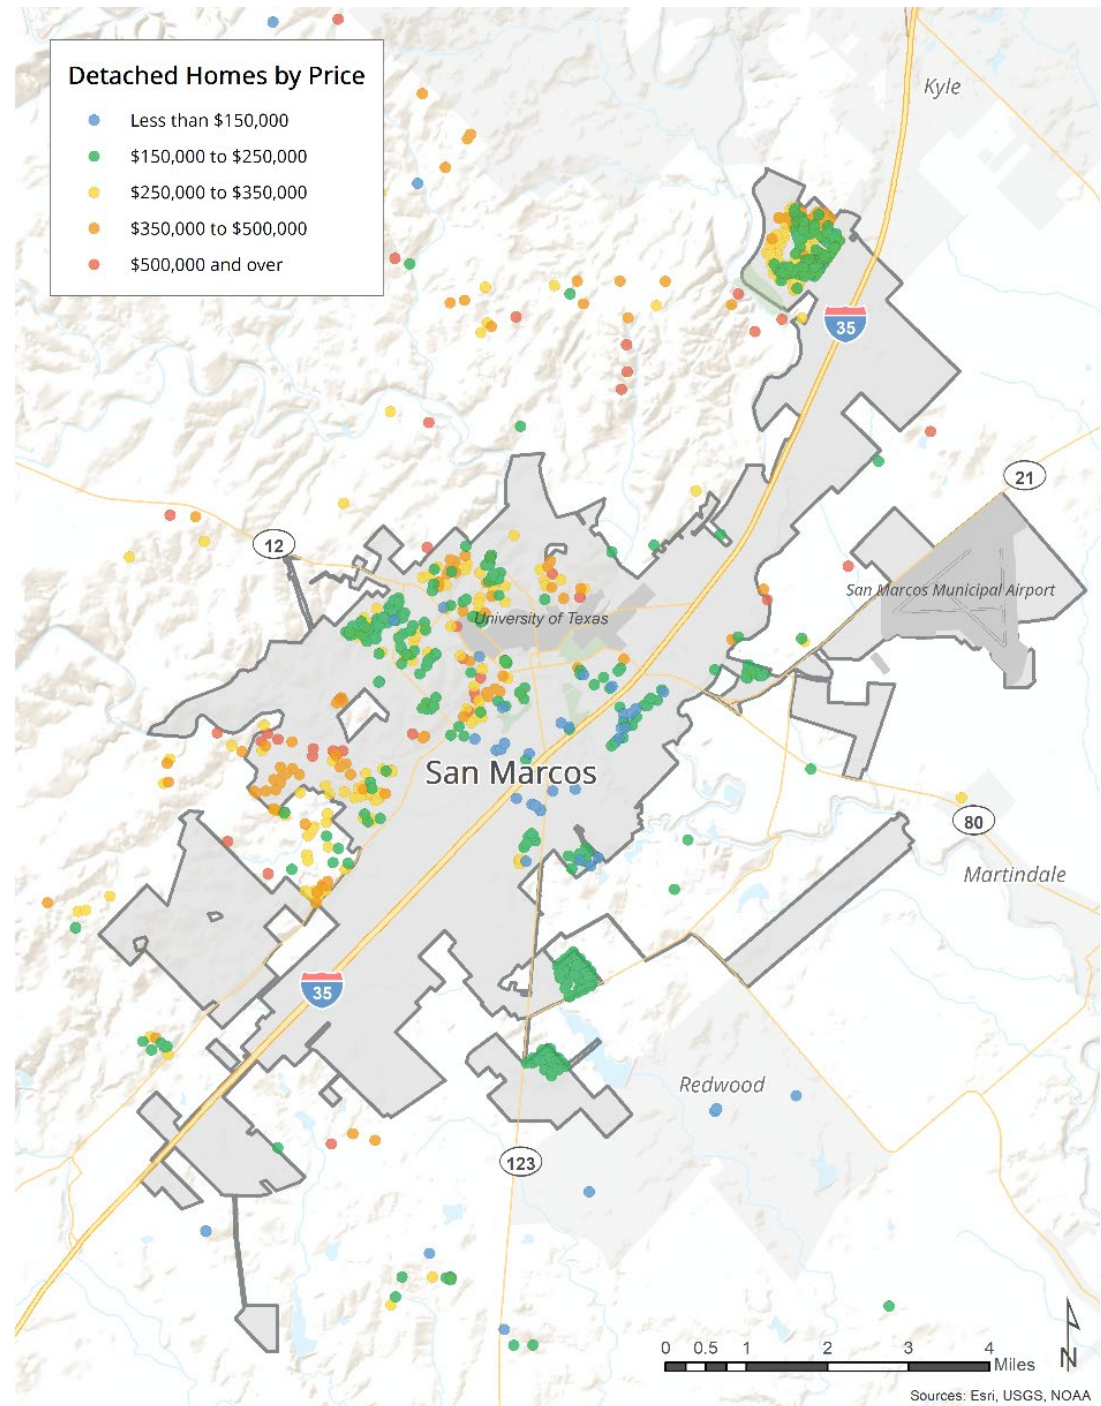 Detached Homes by Price
Less than $150,000
$150,000 to $250,000
$250,000 to $350,000
$350,000 to $500,000
$500,000 and over
Kyle
35
21
12
San Marcos Municipal Airport
University of Texas
San Marcos
80
Martindale
35
Redwood
123
0 0.5 1 2 3 4
Miles
N
Sources: Esri, USGS, NOAA